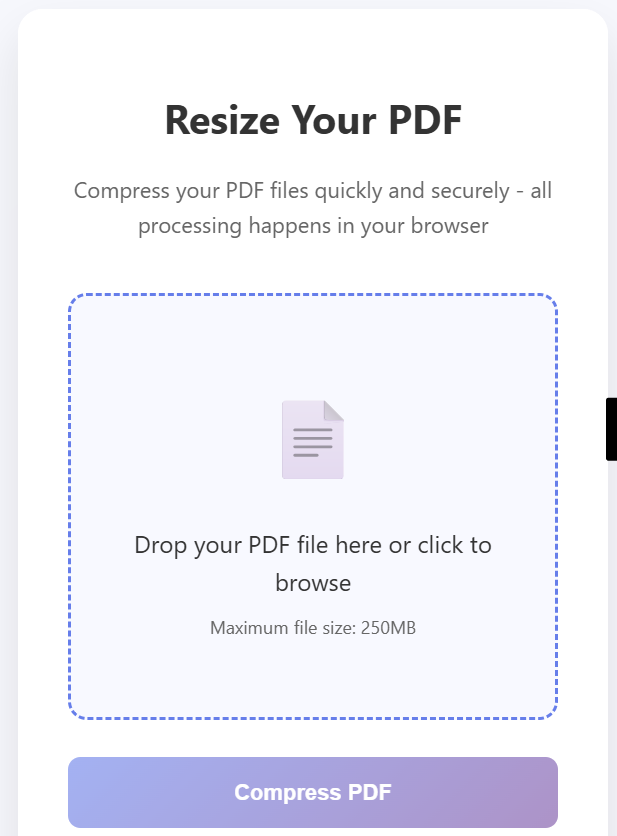 Resize Your PDF
Compress your PDF files quickly and securely - all
processing happens in your browser
Drop your PDF file here or click to
browse
Maximum file size: 250MB
Compress PDF